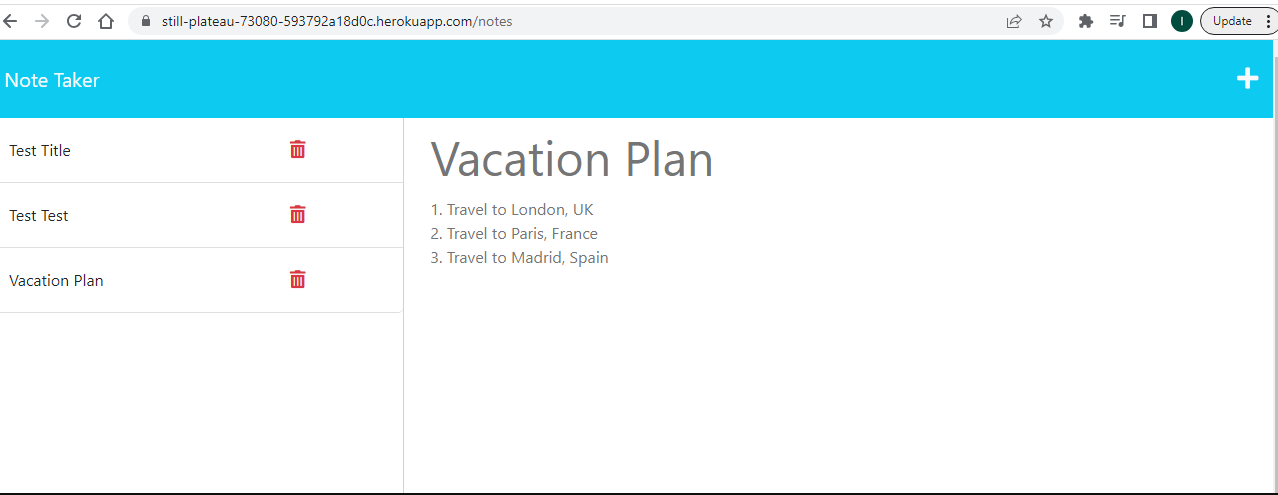 still-plateau-73080-593792a18d0c.herokuapp.com/notes
I
Update
Note Taker
Test Title
Test Test
Vacation Plan
Vacation Plan
1. Travel to London, UK
2. Travel to Paris, France
3. Travel to Madrid, Spain